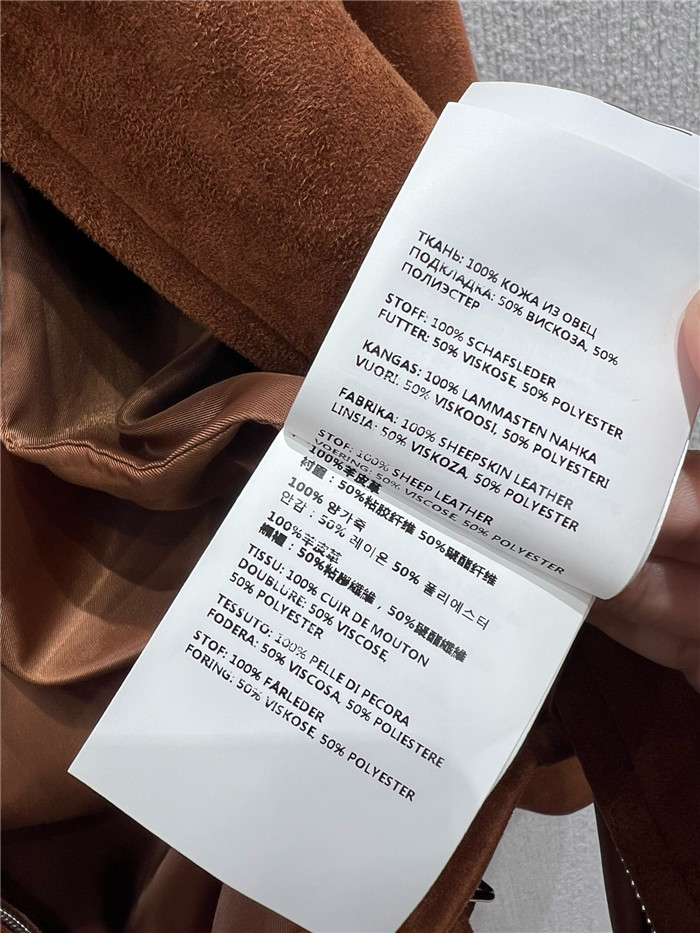 ТКАНЬ: 100% КОЖА ИЗ ОВЕЦ
ПОДКЛАДКА: 50% ВИСКОЗА, 50%
ПОЛИЭСТЕР
STOFF: 100% SCHAFSLEDER
FUTTER: 50% VISKOSE, 50% POLYESTER
KANGAS: 100% LAMMASTEN NAHKA
VUORI: 50% VISKOOSI, 50% POLYESTERI
FABRIKA: 100% SHEEPSKIN LEATHER
LINSIA: 50% VISKOZA, 50% POLYESTER
STOF: 100% SHEEP LEATHER
VOERING: 50% VISCOSE, 50% POLYESTER
100%羊皮革
衬里：50%粘胶纤维 50%聚酯纤维
100% 양가죽
안감 : 50% 레이온 50% 폴리에스터
100%羊皮革
50%粘膠纖維，50%聚酯纖維
TISSU: 100% CUIR DE MOUTON
DOUBLURE: 50% VISCOSE,
50% POLYESTER
TESSUTO: 100% PELLE DI PECORA
FODERA: 50% VISCOSA, 50% POLIESTERE
STOF: 100% FÅRLEDER
FORING: 50% VISKOSE, 50% POLYESTER